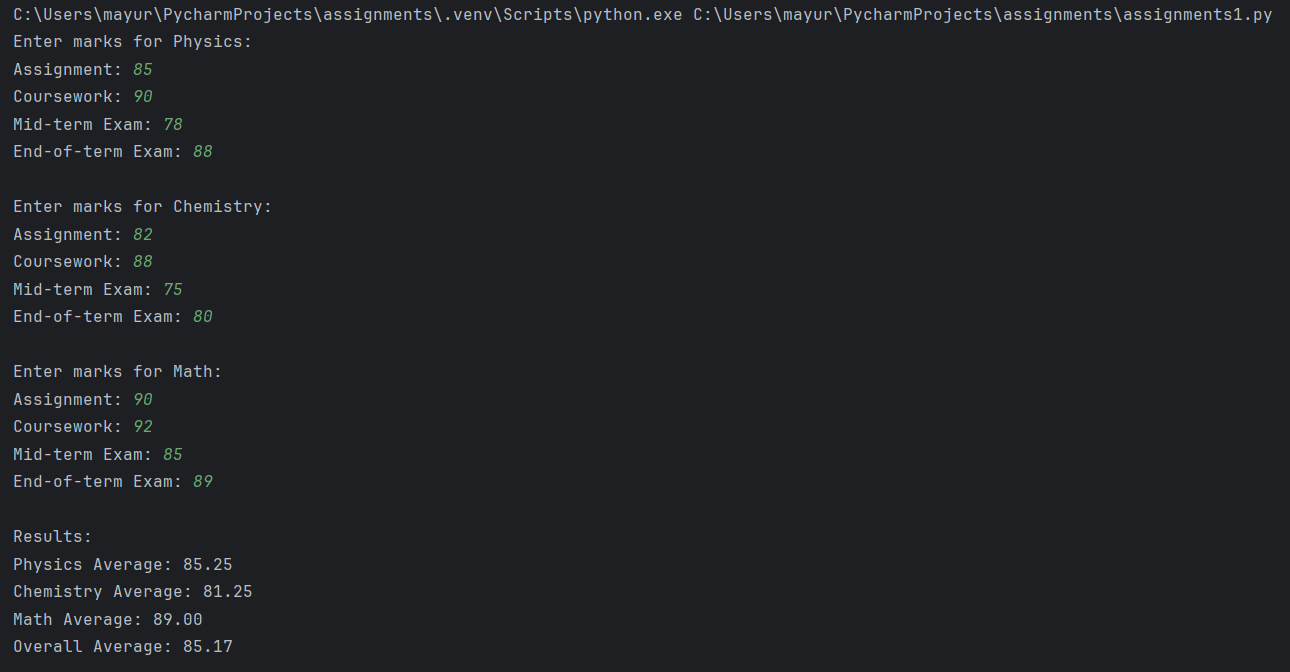 C:\Users\mayur\PycharmProjects\assignments\.venv\Scripts\python.exe C:\Users\mayur\PycharmProjects\assignments\assignments1.py
Enter marks for Physics:
Assignment: 85
Coursework: 90
Mid-term Exam: 78
End-of-term Exam: 88
Enter marks for Chemistry:
Assignment: 82
Coursework: 88
Mid-term Exam: 75
End-of-term Exam: 80
Enter marks for Math:
Assignment: 90
Coursework: 92
Mid-term Exam: 85
End-of-term Exam: 89
Results:
Physics Average: 85.25
Chemistry Average: 81.25
Math Average: 89.00
Overall Average: 85.17